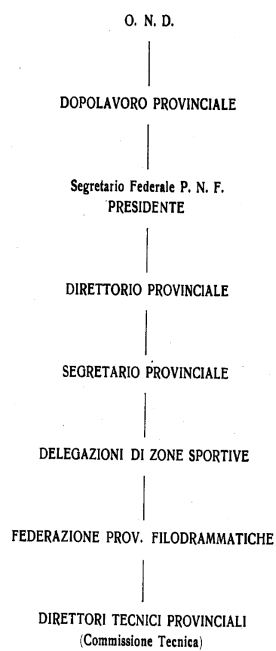 O. N. D.
DOPOLAVORO PROVINCIALE
Segretario Federale P. N. F.
PRESIDENTE
DIRETTORIO PROVINCIALE
SEGRETARIO PROVINCIALE
DELEGAZIONI DI ZONE SPORTIVE
FEDERAZIONE PROV. FILODRAMMATICHE
DIRETTORI TECNICI PROVINCIALI
(Commissione Tecnica)